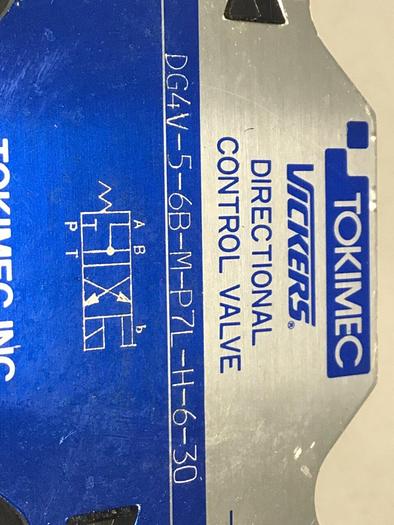 TOKIMEC
VICKERS®
DIRECTIONAL
CONTROL VALVE
DG4V-5-6B-M-P7L-H-6-30
A B
b
T
P T
TOKIMEC INC